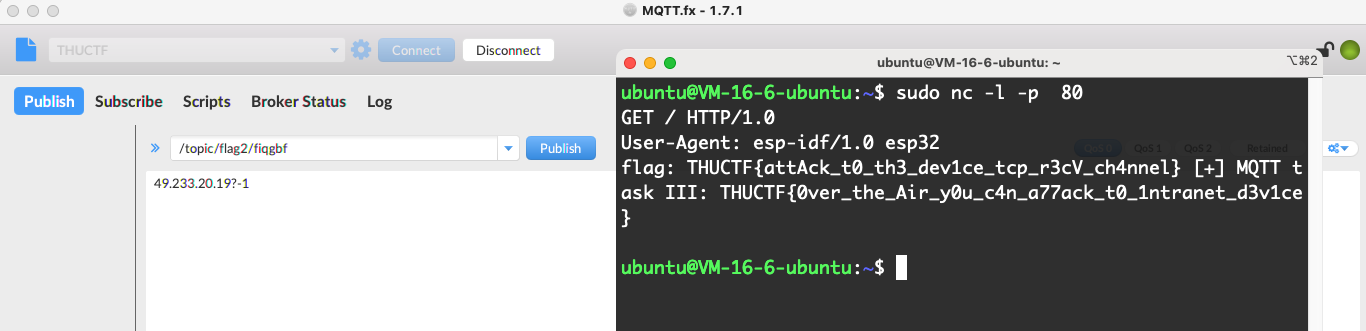 MQTT.fx - 1.7.1
THUCTF
Connect
Disconnect
ubuntu@VM-16-6-ubuntu: ~
⌥⌘2
Publish Subscribe Scripts Broker Status Log
ubuntu@VM-16-6-ubuntu:~$ sudo nc -l -p  80
GET / HTTP/1.0
User-Agent: esp-idf/1.0 esp32
flag: THUCTF{attAck_t0_th3_dev1ce_tcp_r3cV_ch4nnel} [+] MQTT t
ask III: THUCTF{0ver_the_Air_y0u_c4n_a77ack_t0_1ntranet_d3v1ce
}
ubuntu@VM-16-6-ubuntu:~$
» /topic/flag2/fiqgbf
Publish
QoS 0 QoS 1 QoS 2 Retained
49.233.20.19?-1